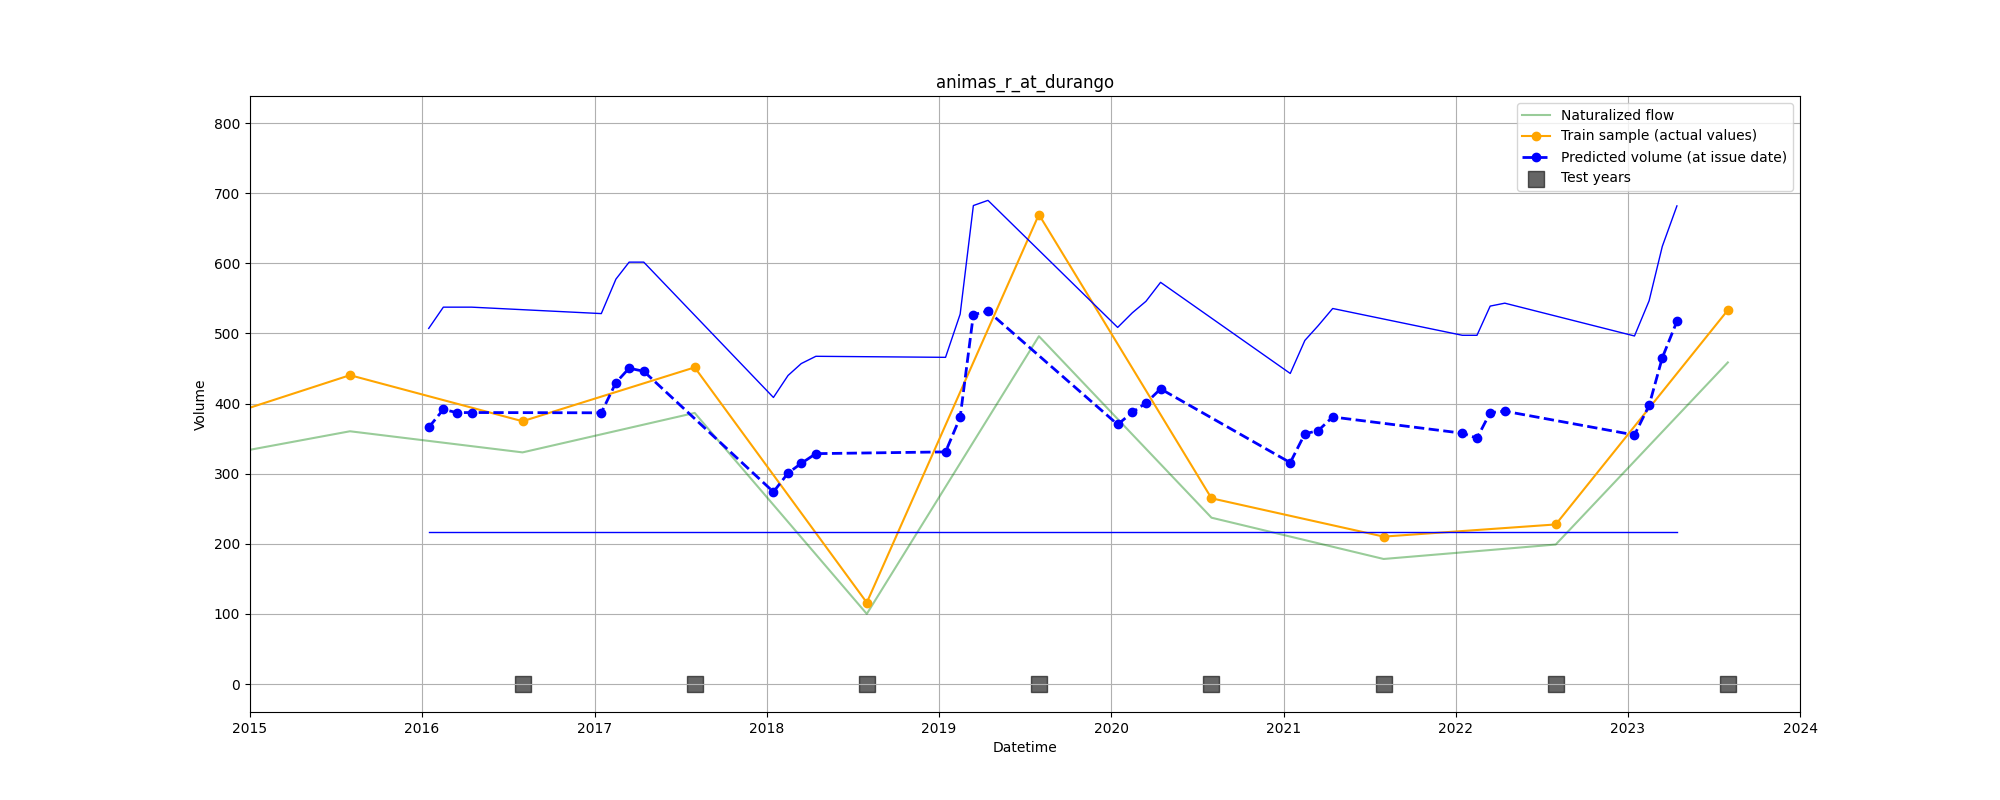 animas_r_at_durango
Naturalized flow
Train sample (actual values)
Predicted volume (at issue date)
Test years
800
700
600
500
400
300
200
100
0
Volume
2015 2016 2017 2018 2019 2020 2021 2022 2023 2024
Datetime